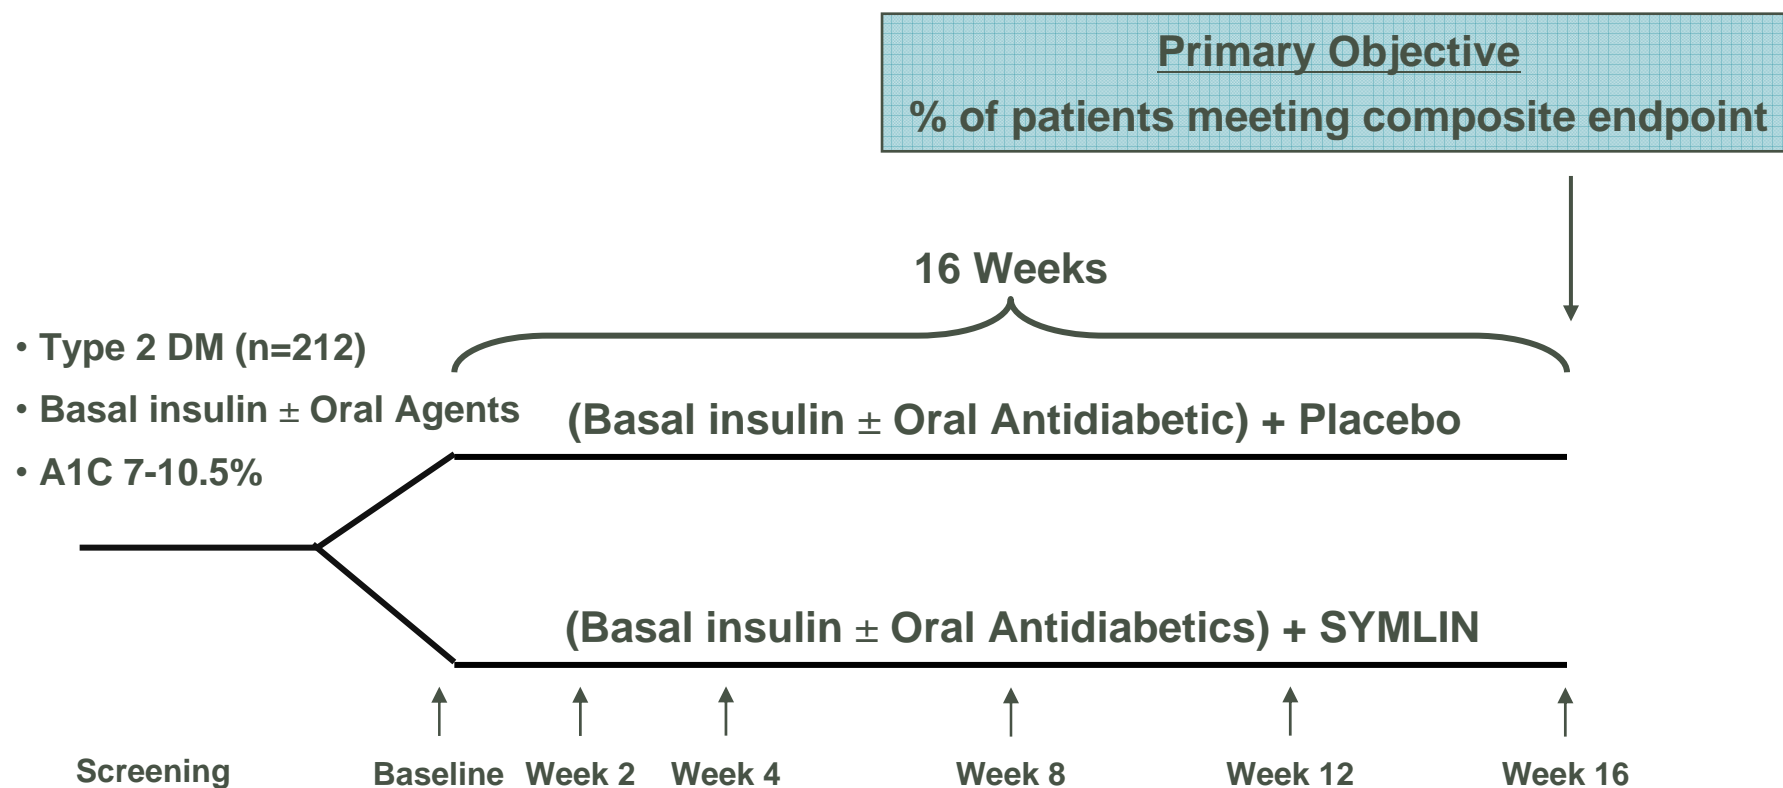 Primary Objective
% of patients meeting composite endpoint
16 Weeks
• Type 2 DM (n=212)
• Basal insulin ± Oral Agents
• A1C 7-10.5%
(Basal insulin ± Oral Antidiabetic) + Placebo
(Basal insulin ± Oral Antidiabetics) + SYMLIN
Screening Baseline Week 2 Week 4 Week 8 Week 12 Week 16